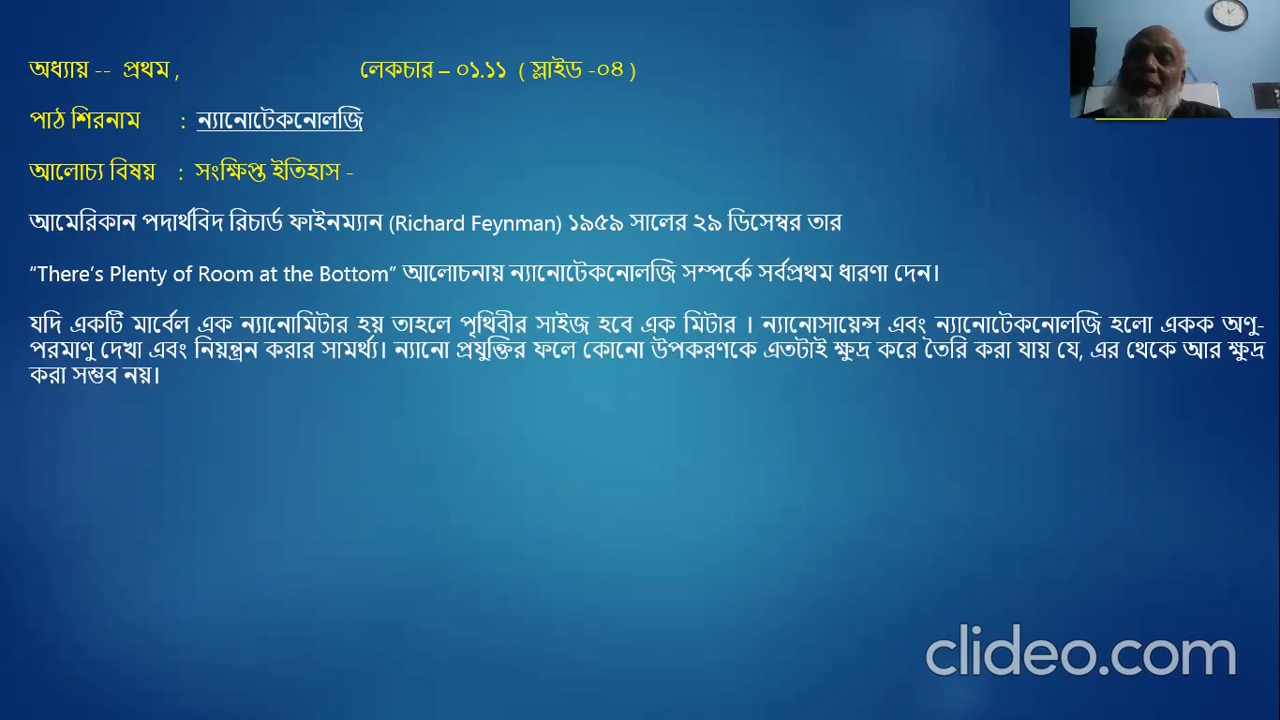 অধ্যায় -- প্রথম , লেকচার – ০১.১১ ( স্লাইড -০৪ )
পাঠ শিরনাম : ন্যানোটেকনোলজি
আলোচ্য বিষয় : সংক্ষিপ্ত ইতিহাস -
আমেরিকান পদার্থবিদ রিচার্ড ফাইনম্যান (Richard Feynman) ১৯৫৯ সালের ২৯ ডিসেম্বর তার
“There’s Plenty of Room at the Bottom” আলোচনায় ন্যানোটেকনোলজি সম্পর্কে সর্বপ্রথম ধারণা দেন।
যদি একটি মার্বেল এক ন্যানোমিটার হয় তাহলে পৃথিবীর সাইজ হবে এক মিটার । ন্যানোসায়েন্স এবং ন্যানোটেকনোলজি হলো একক অণু-
পরমাণু দেখা এবং নিয়ন্ত্রন করার সামর্থ্য। ন্যানো প্রযুক্তির ফলে কোনো উপকরণকে এতটাই ক্ষুদ্র করে তৈরি করা যায় যে, এর থেকে আর ক্ষুদ্র
করা সম্ভব নয়।
clideo.com